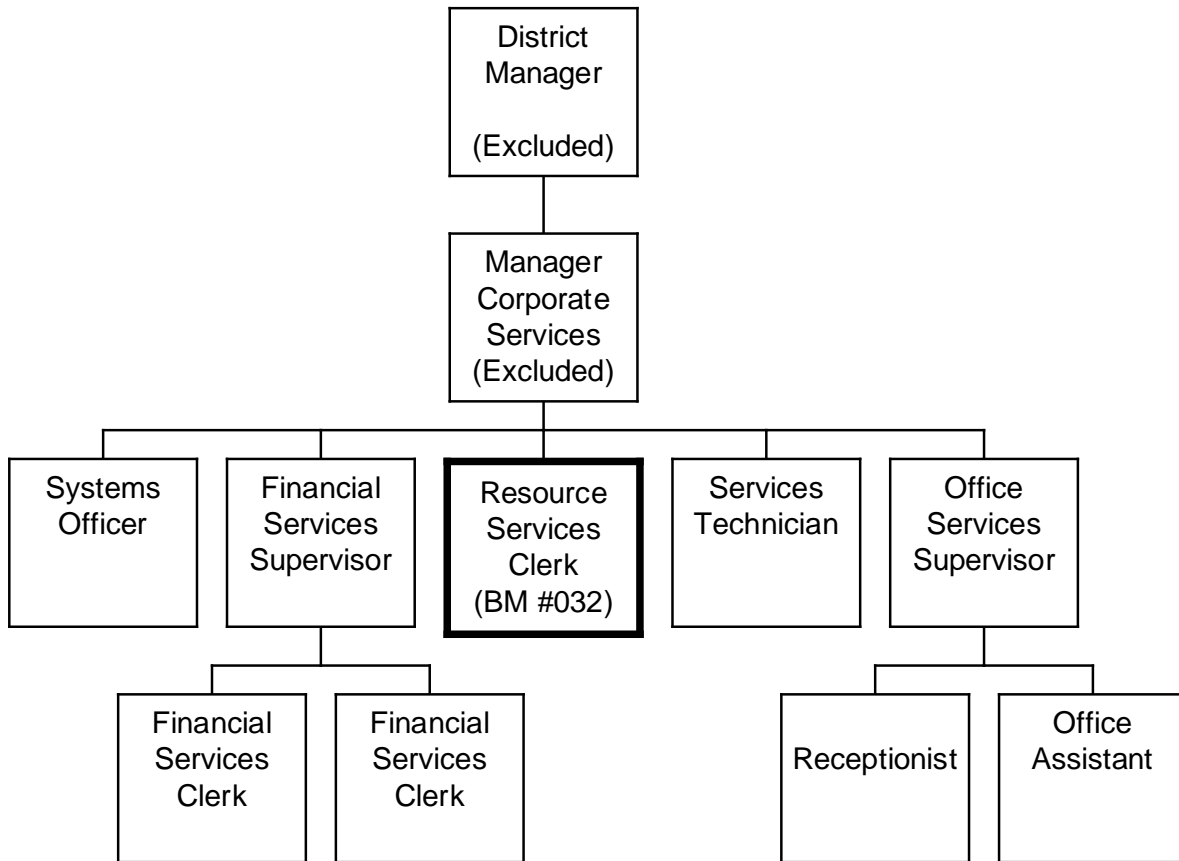 District
Manager
(Excluded)
Manager
Corporate
Services
(Excluded)
Systems
Officer
Financial
Services
Supervisor
Resource
Services
Clerk
(BM #032)
Services
Technician
Office
Services
Supervisor
Financial
Services
Clerk
Financial
Services
Clerk
Receptionist
Office
Assistant